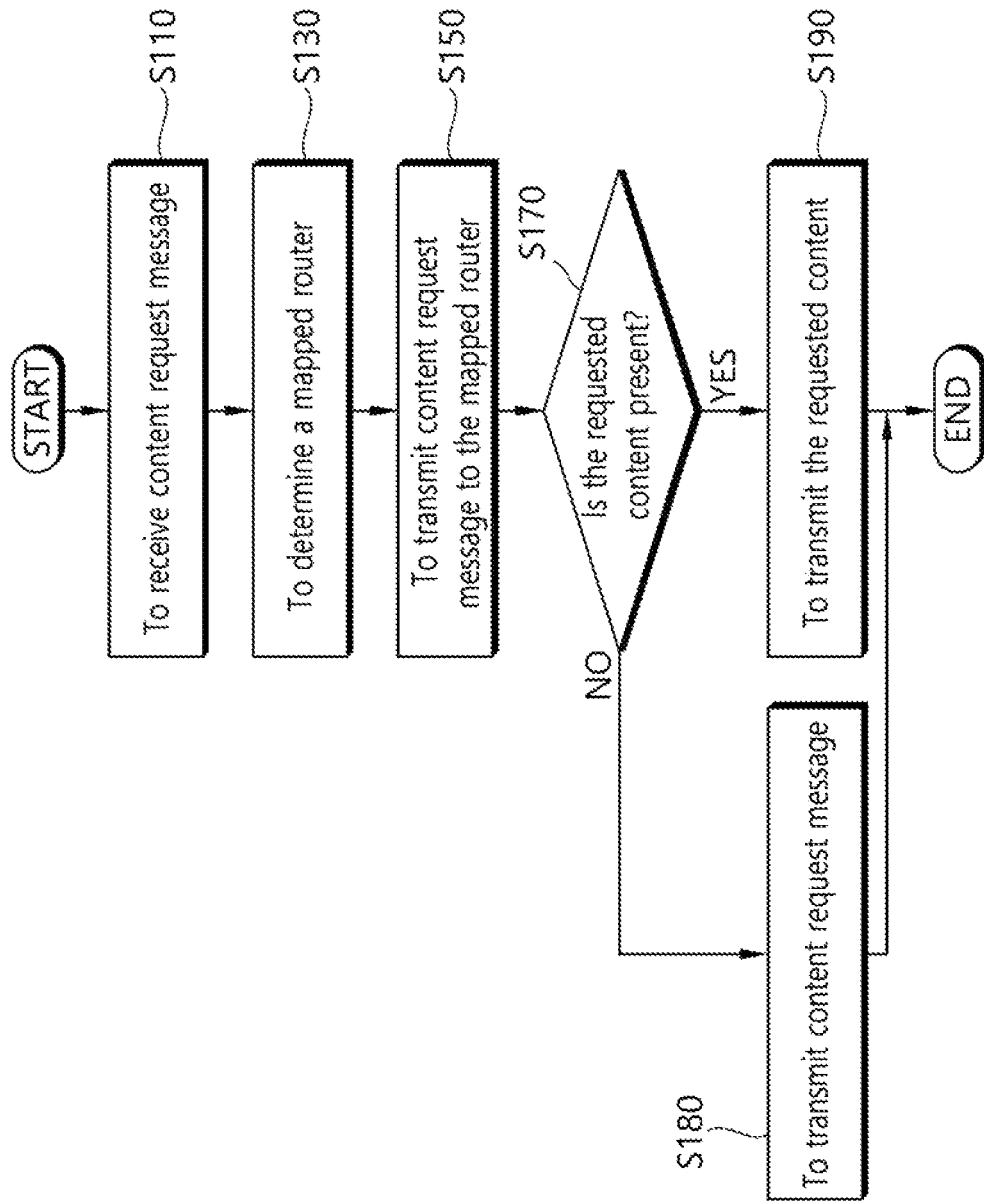 START
To receive content request message
S110
To determine a mapped router
S130
To transmit content request
message to the mapped router
S150
Is the requested
content present?
S170
NO
YES
S180
To transmit content request message
To transmit the requested content
S190
END